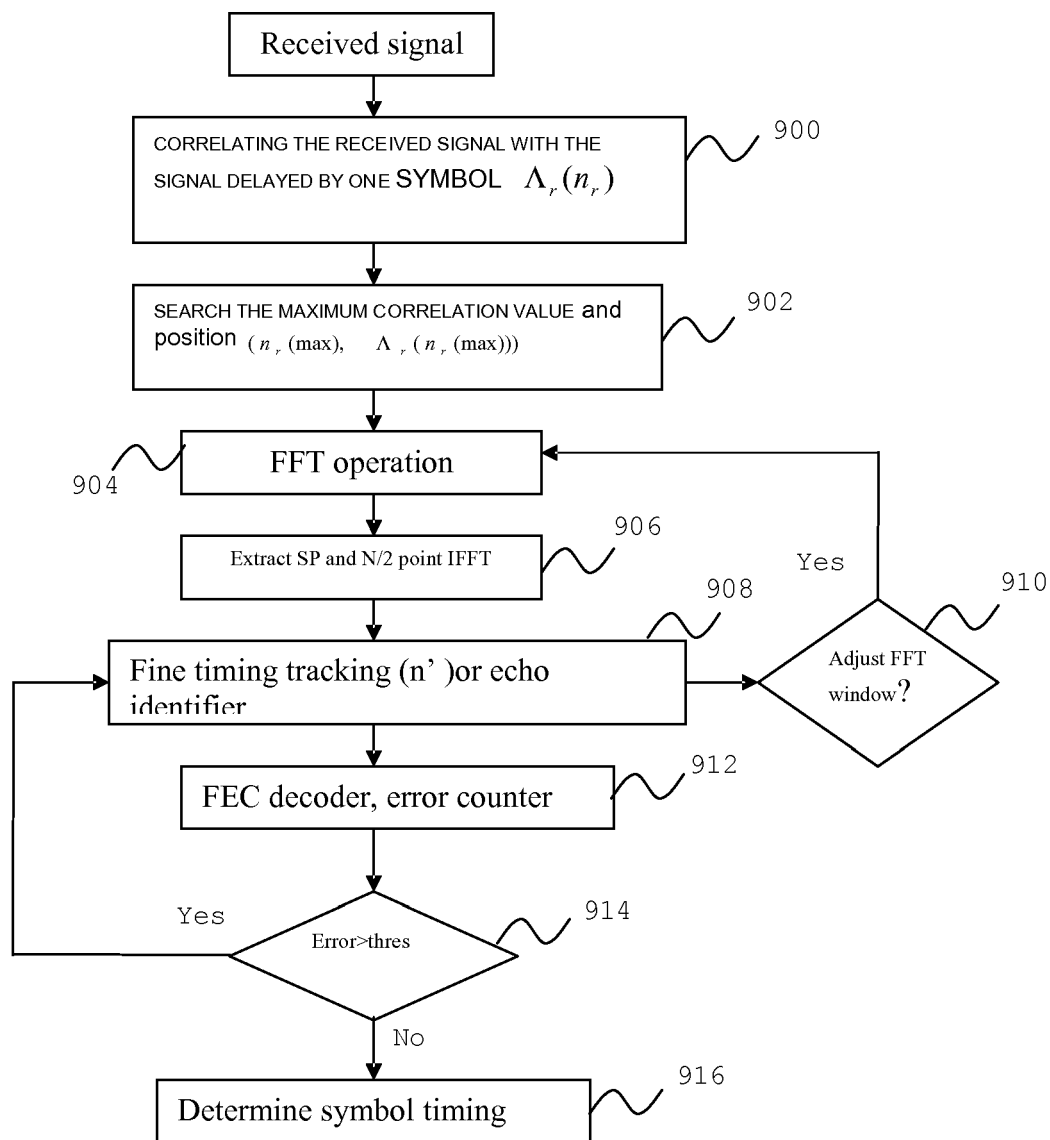 Received signal
CORRELATING THE RECEIVED SIGNAL WITH THE
SIGNAL DELAYED BY ONE SYMBOL Λr(nr)
900
SEARCH THE MAXIMUM CORRELATION VALUE and
position (nr(max), Λr(nr(max)))
902
FFT operation
904
Extract SP and N/2 point IFFT
906
Fine timing tracking (n' )or echo
identifier
908
Adjust FFT
window?
910
Yes
FEC decoder, error counter
912
Error>thres
914
Yes
No
Determine symbol timing
916